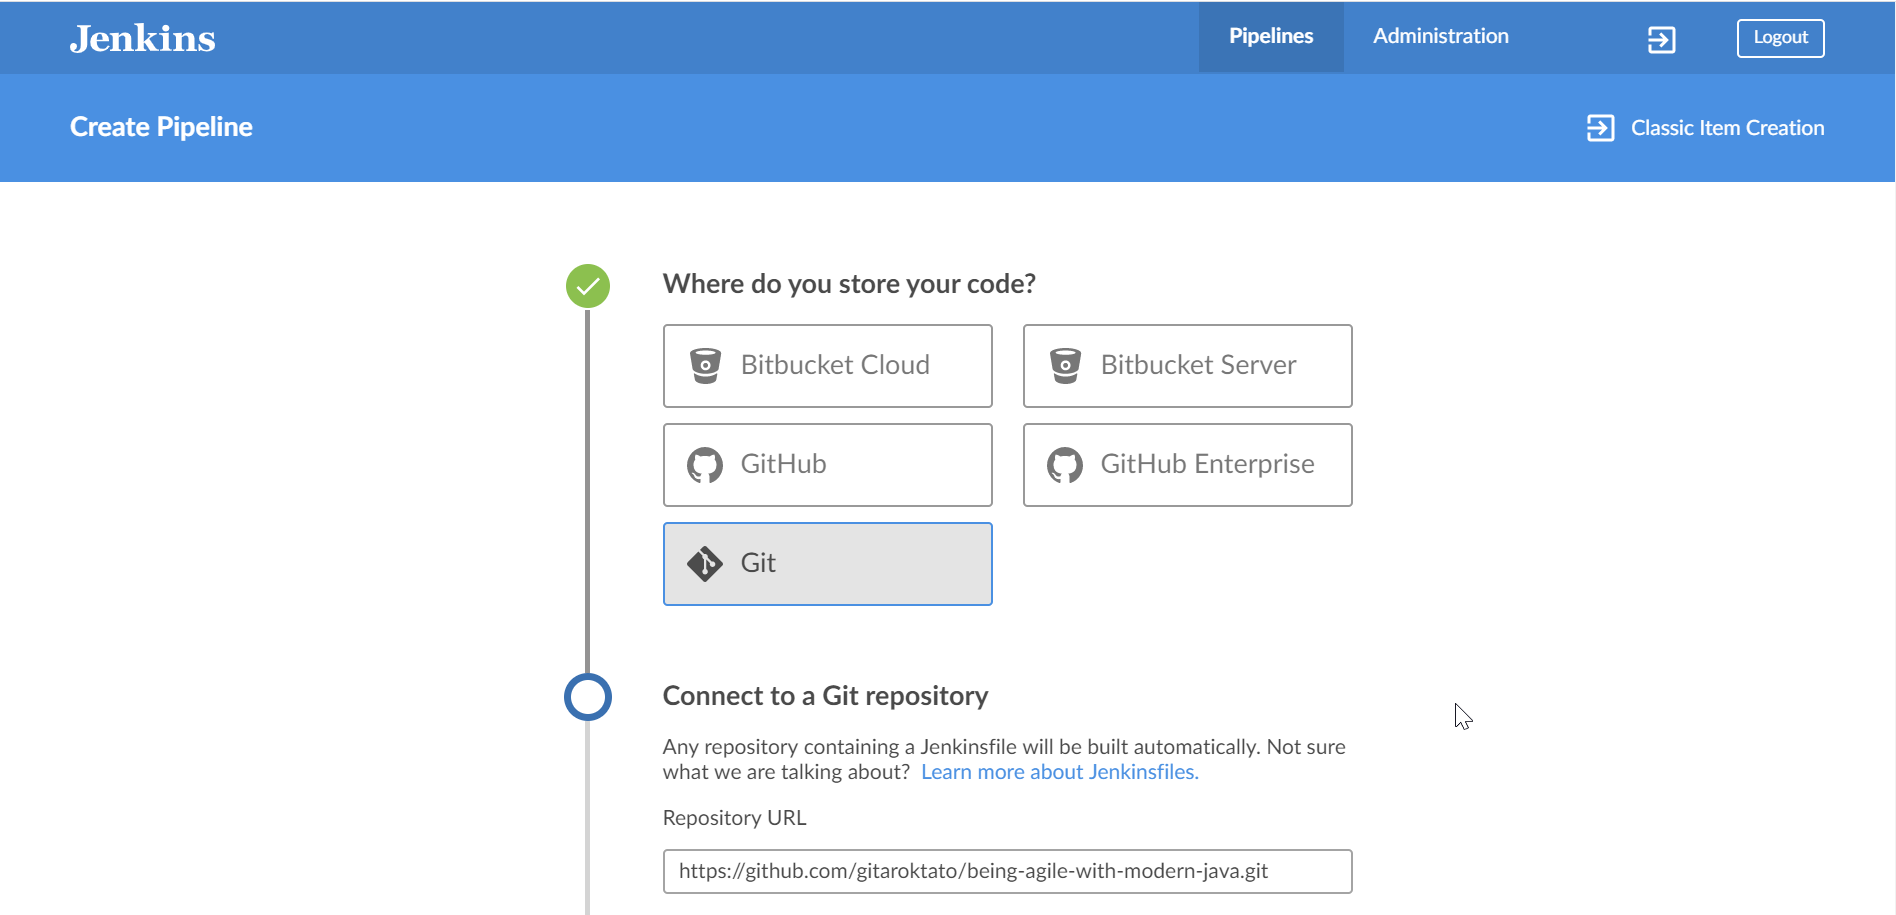 Jenkins
Pipelines
Administration
Logout
Create Pipeline
Classic Item Creation
Where do you store your code?
Bitbucket Cloud
Bitbucket Server
GitHub
GitHub Enterprise
Git
Connect to a Git repository
Any repository containing a Jenkinsfile will be built automatically. Not sure
what we are talking about? Learn more about Jenkinsfiles.
Repository URL
https://github.com/gitaroktato/being-agile-with-modern-java.git